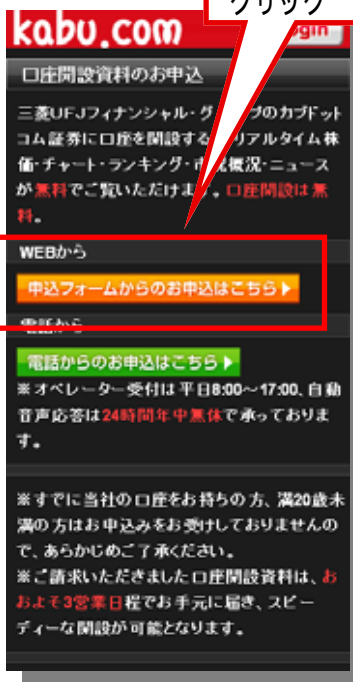 クリック
kabu.com
口座開設資料のお申込
三菱UFJフィナンシャル・グ プのカブドット
コム証券に口座を開設する リアルタイム株
価・チャート・ランキング・市 概況・ニュース
が無料でご覧いただけます。口座開設は無
料。
WEBから
申込フォームからのお申込はこちら▶
電話から
電話からのお申込はこちら▶
※オペレーター受付は平日8:00～17:00、自動
音声応答は24時間年中無休で承っておりま
す。
※すでに当社の口座をお持ちの方、満20歳未
満の方はお申込みをお受けしておりませんの
で、あらかじめご了承ください。
※ご請求いただきました口座開設資料は、お
およそ3営業日程でお手元に届き、スピー
ディーな開設が可能となります。